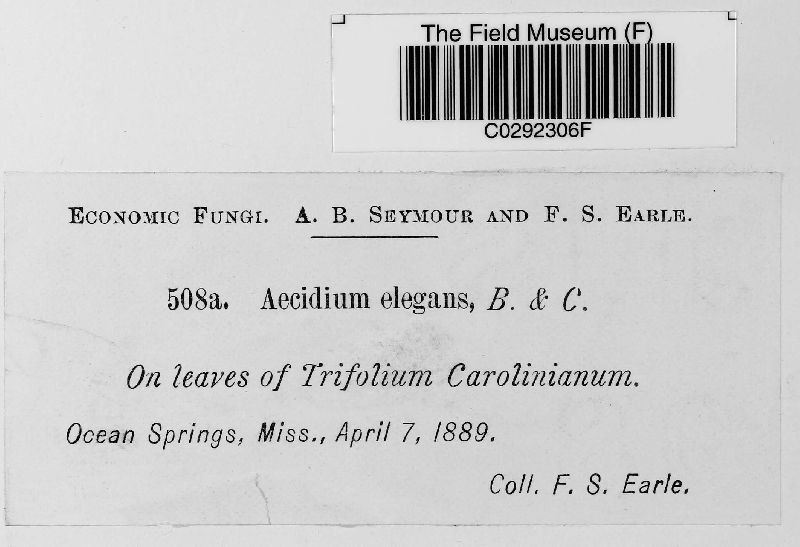 The Field Museum (F)
C0292306F
Economic Fungi. A. B. Seymour and F. S. Earle.
508a. Aecidium elegans, B. & C.
On leaves of Trifolium Carolinianum.
Ocean Springs, Miss., April 7, 1889.
Coll. F. S. Earle.